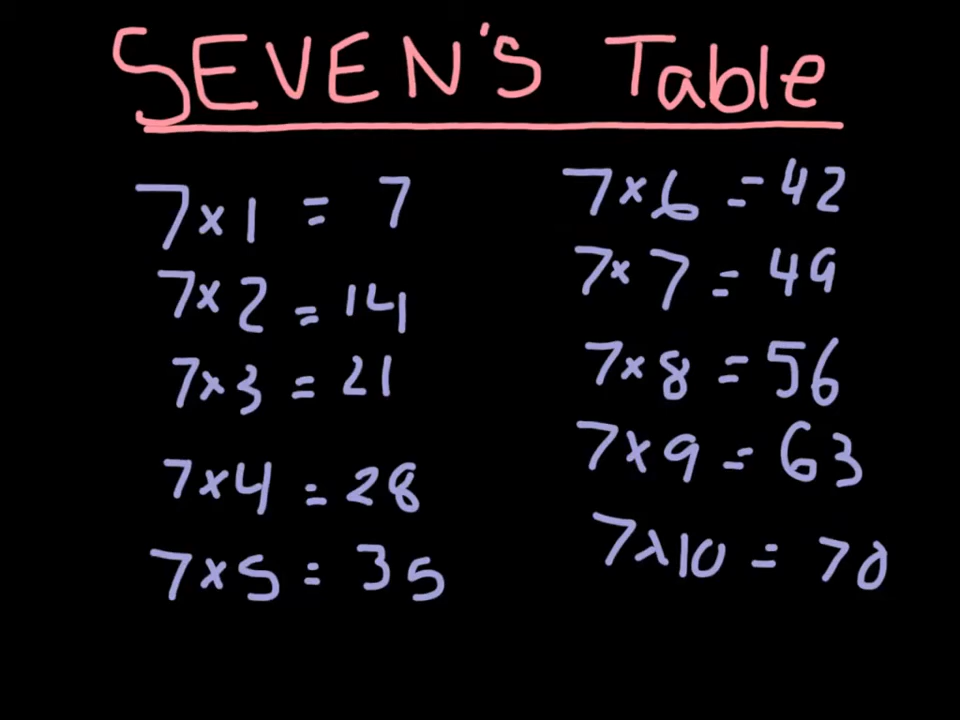 SEVEN'S Table
7x1 = 7
7x2 = 14
7x3 = 21
7x4 = 28
7x5 = 35
7x6 = 42
7x7 = 49
7x8 = 56
7x9 = 63
7x10 = 70